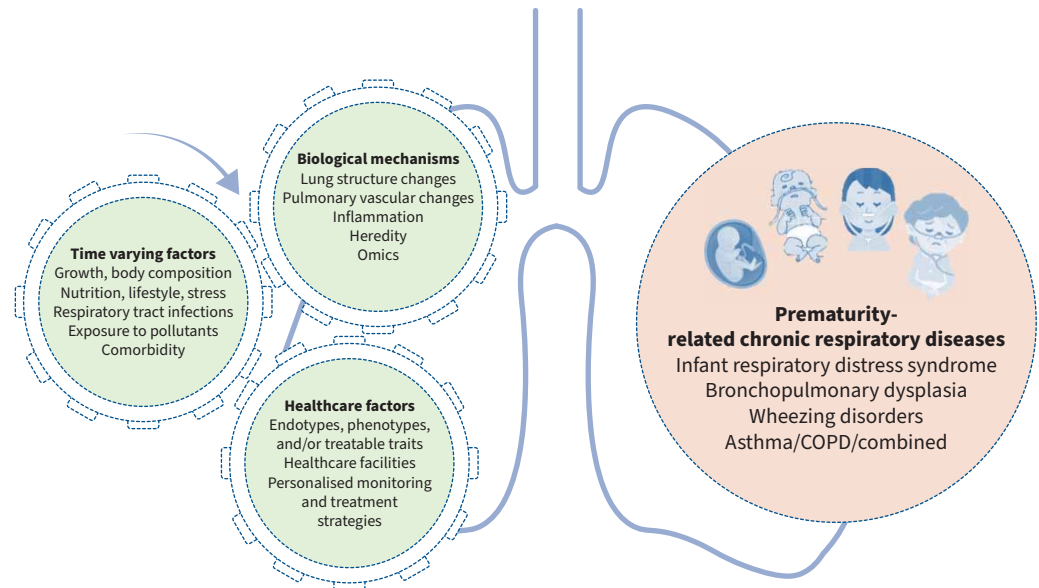 Biological mechanisms
Lung structure changes
Pulmonary vascular changes
Inflammation
Heredity
Omics
Time varying factors
Growth, body composition
Nutrition, lifestyle, stress
Respiratory tract infections
Exposure to pollutants
Comorbidity
Healthcare factors
Endotypes, phenotypes,
and/or treatable traits
Healthcare facilities
Personalised monitoring
and treatment
strategies
Prematurity-
related chronic respiratory diseases
Infant respiratory distress syndrome
Bronchopulmonary dysplasia
Wheezing disorders
Asthma/COPD/combined